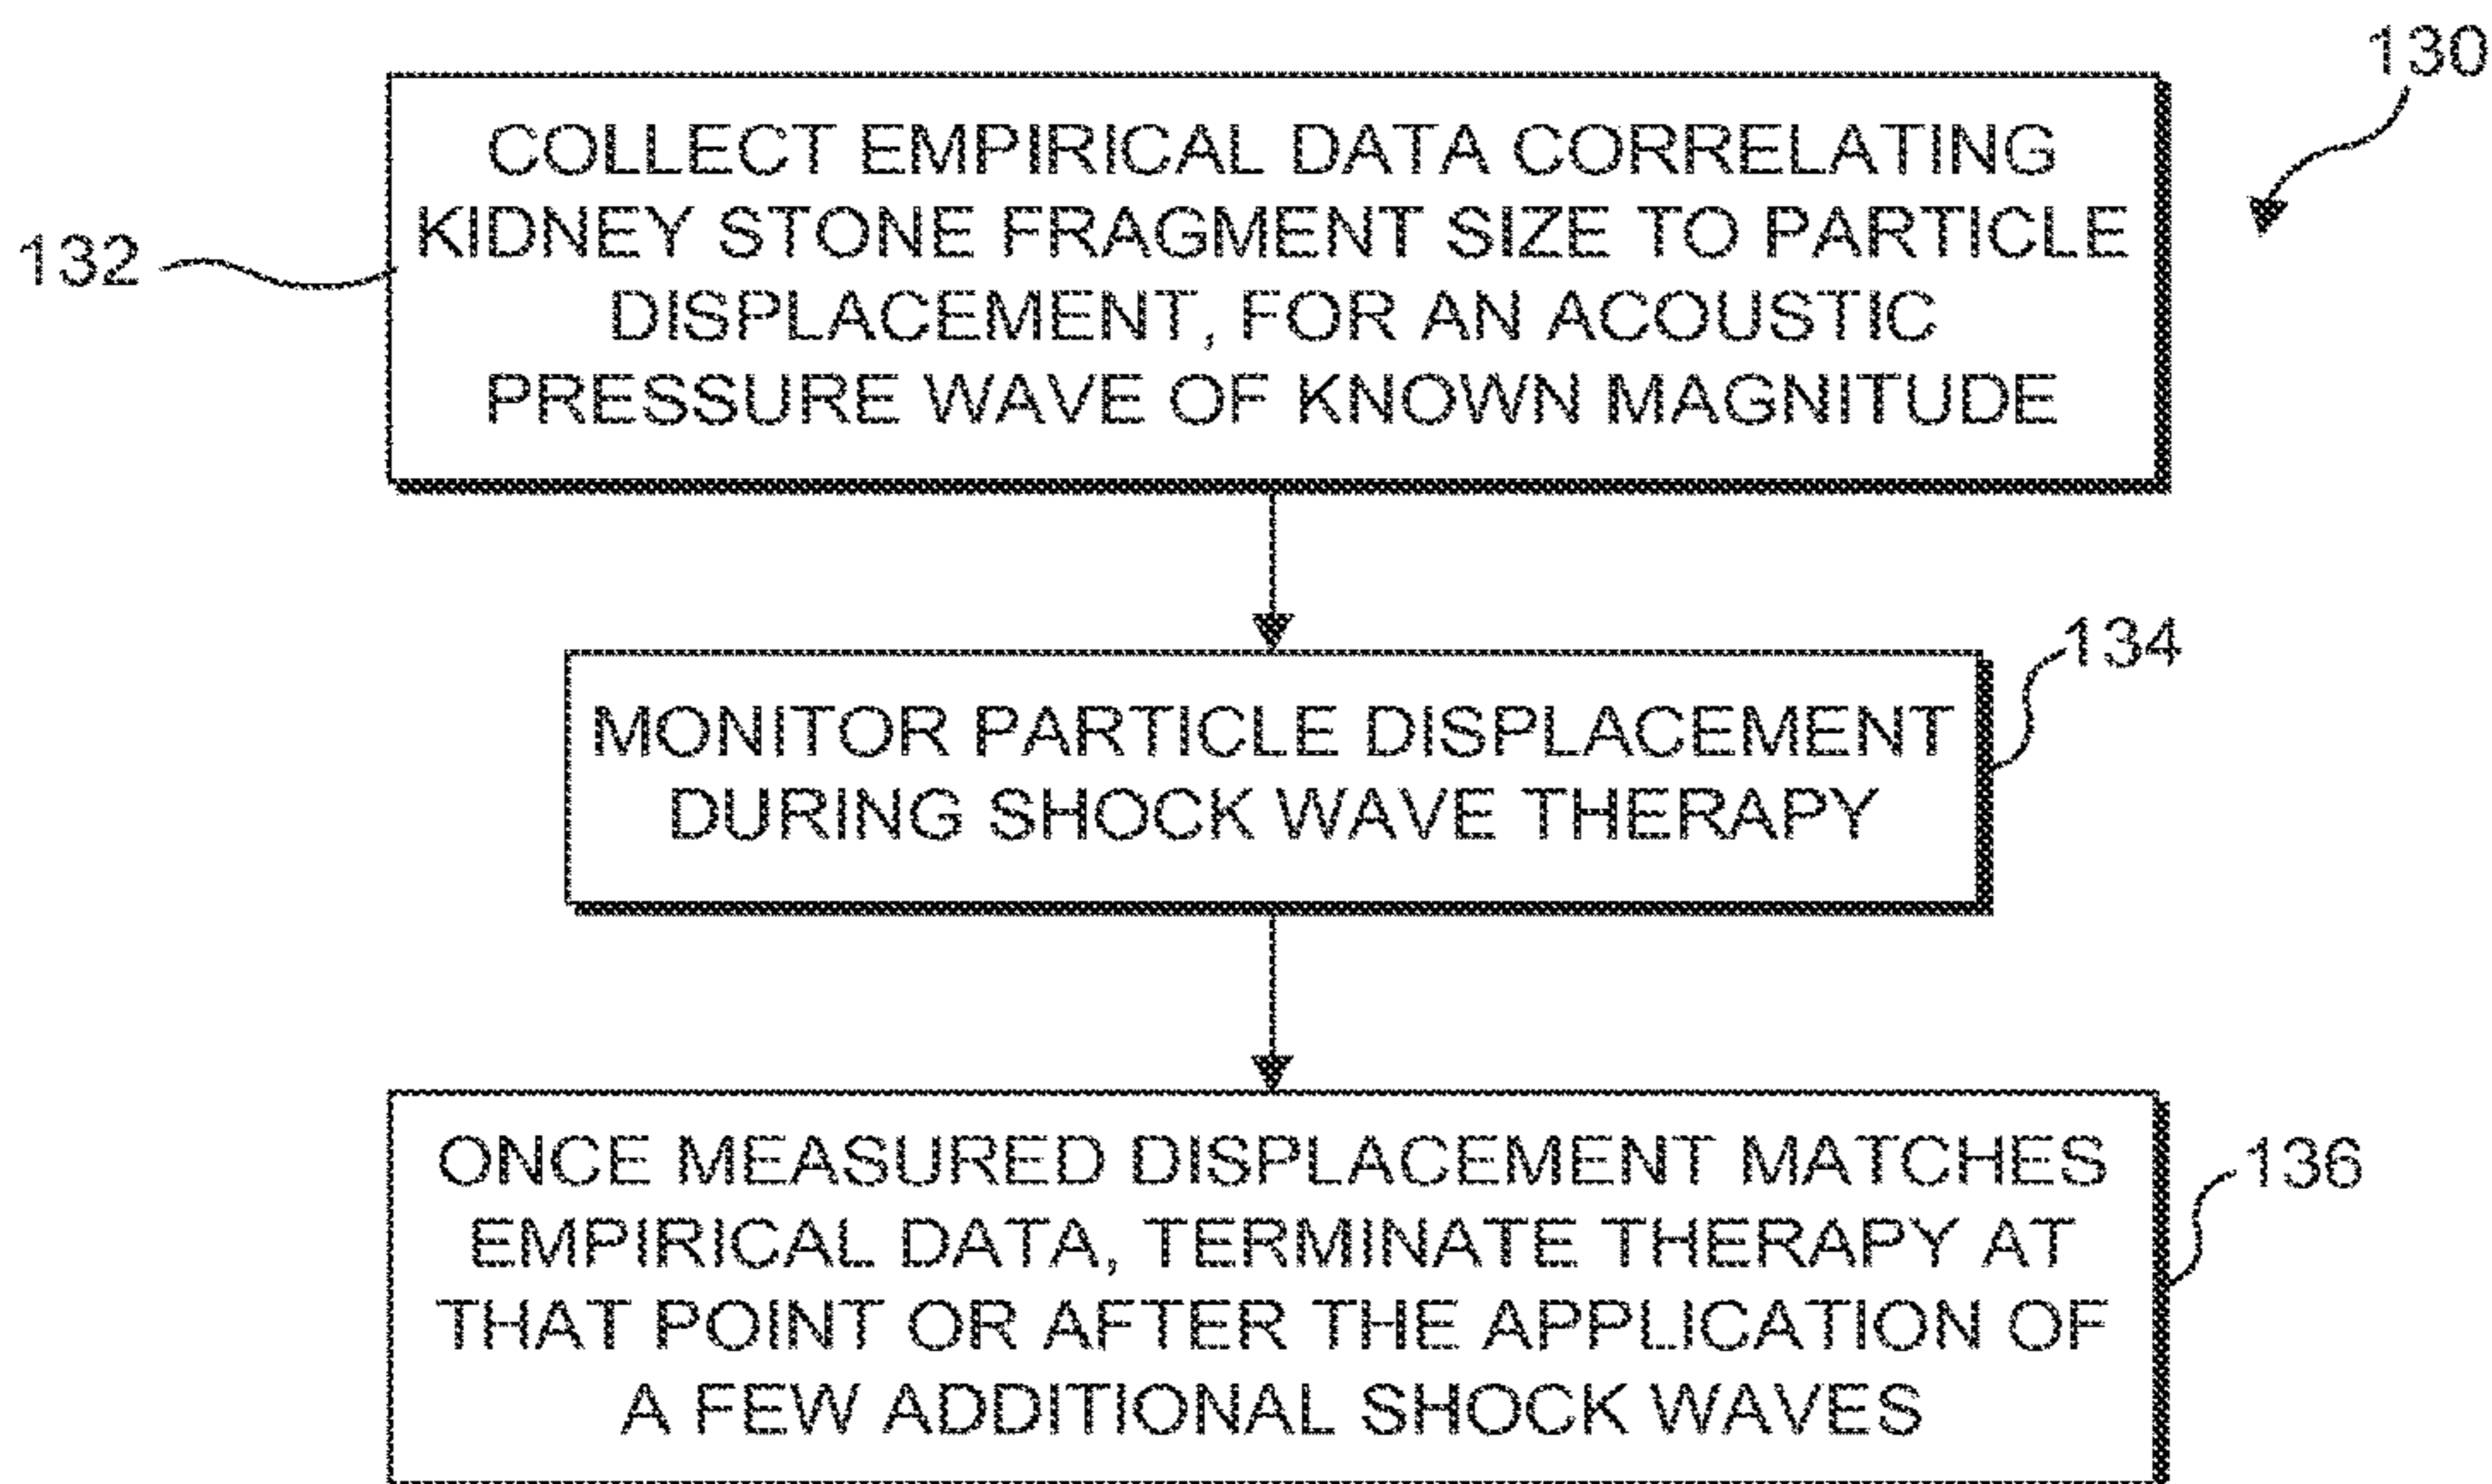 130
COLLECT EMPIRICAL DATA CORRELATING
KIDNEY STONE FRAGMENT SIZE TO PARTICLE
DISPLACEMENT, FOR AN ACOUSTIC
PRESSURE WAVE OF KNOWN MAGNITUDE
132
134
MONITOR PARTICLE DISPLACEMENT
DURING SHOCK WAVE THERAPY
ONCE MEASURED DISPLACEMENT MATCHES
EMPIRICAL DATA, TERMINATE THERAPY AT
THAT POINT OR AFTER THE APPLICATION OF
A FEW ADDITIONAL SHOCK WAVES
136